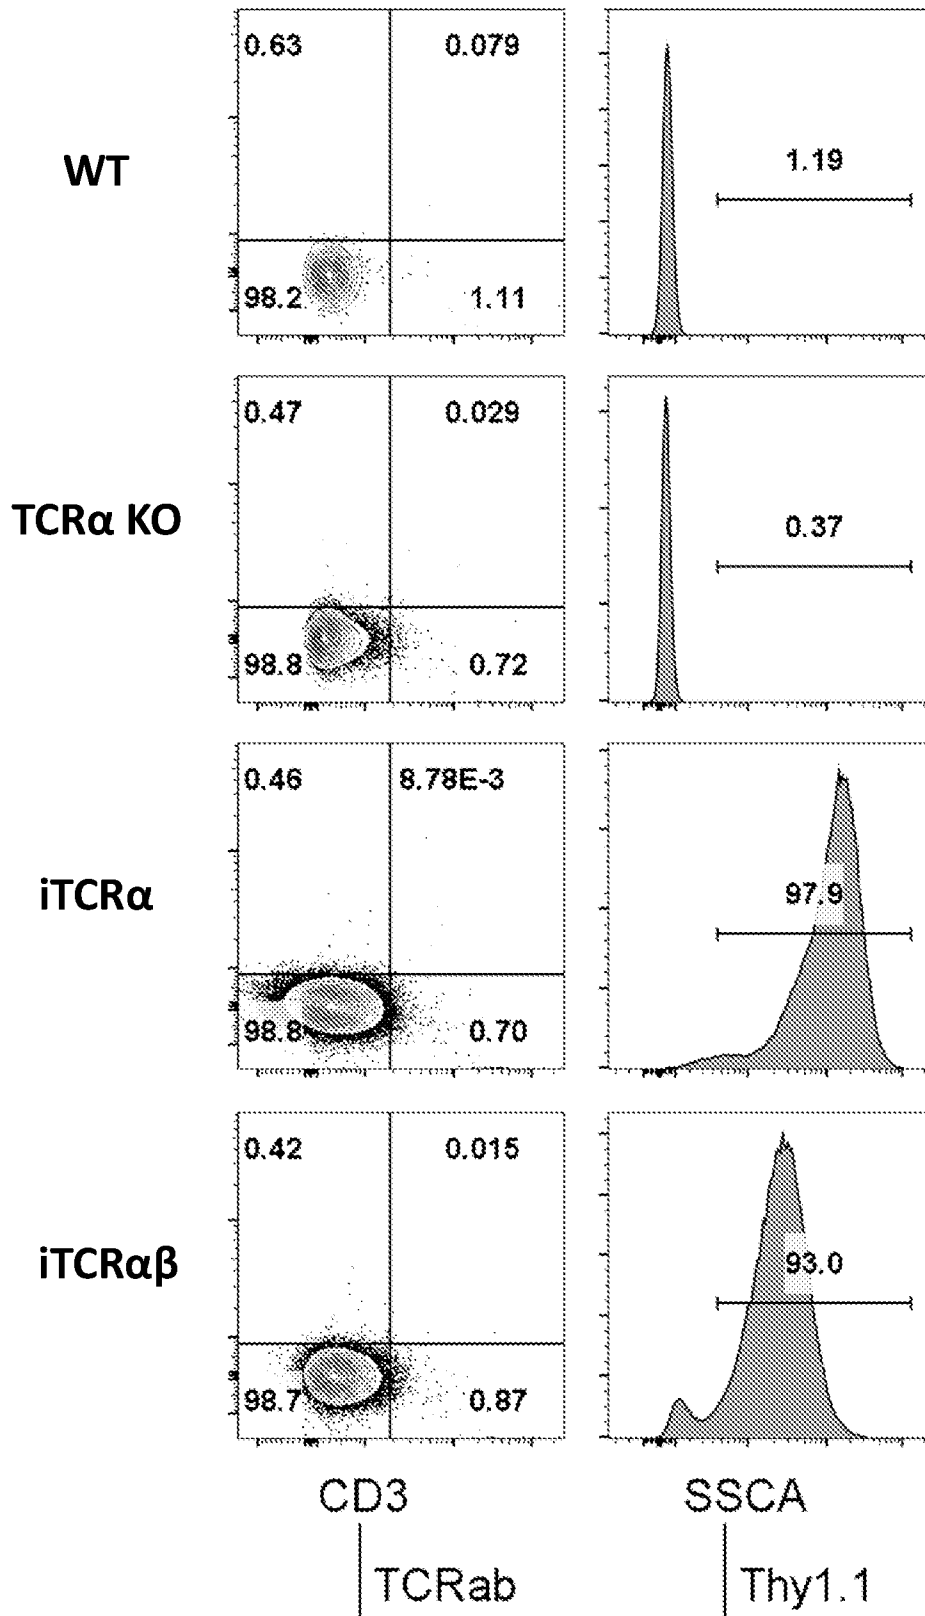 0.63 0.079 1.19
WT
98.2 1.11
0.47 0.029 0.37
TCRα KO
98.8 0.72
0.46 8.78E-3 97.9
iTCRα
98.8 0.70
0.42 0.015 93.0
iTCRαβ
98.7 0.87
CD3 SSCA
TCRab Thy1.1